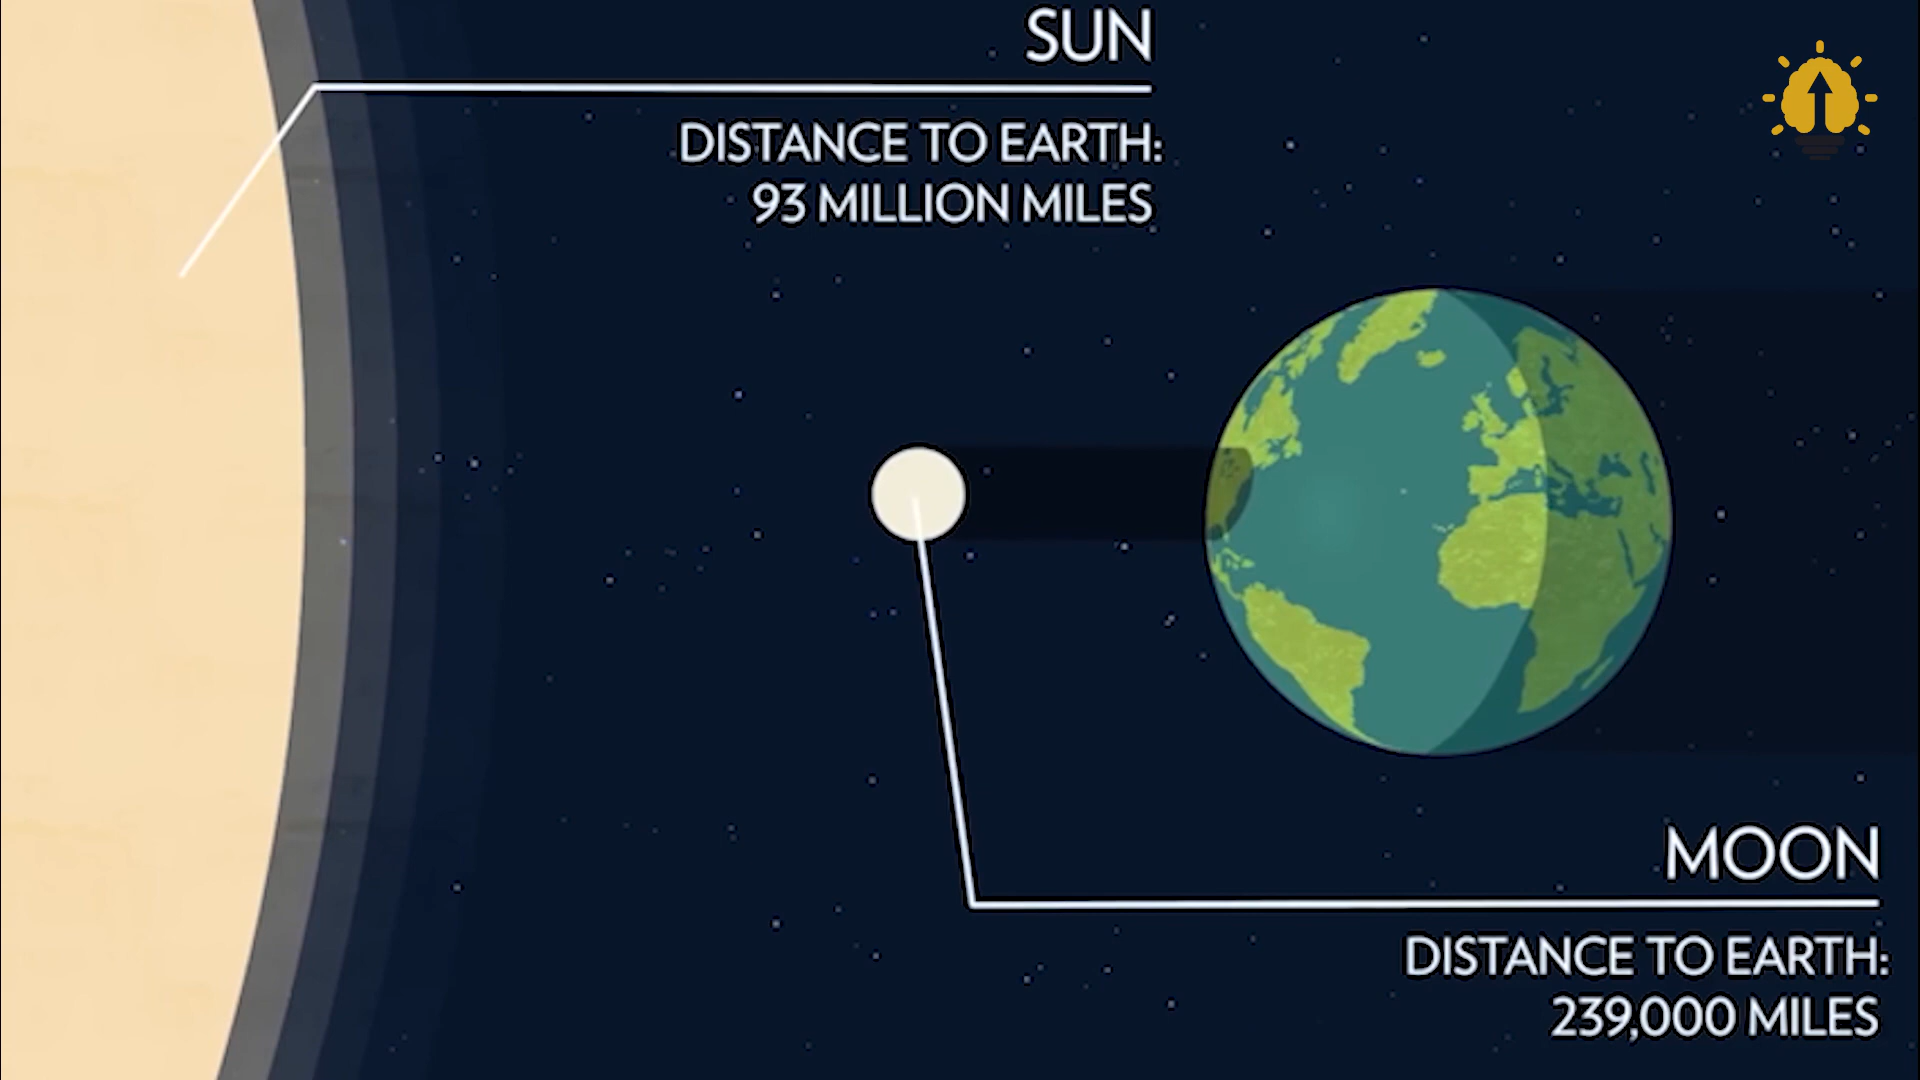 SUN
DISTANCE TO EARTH:
93 MILLION MILES
MOON
DISTANCE TO EARTH:
239,000 MILES